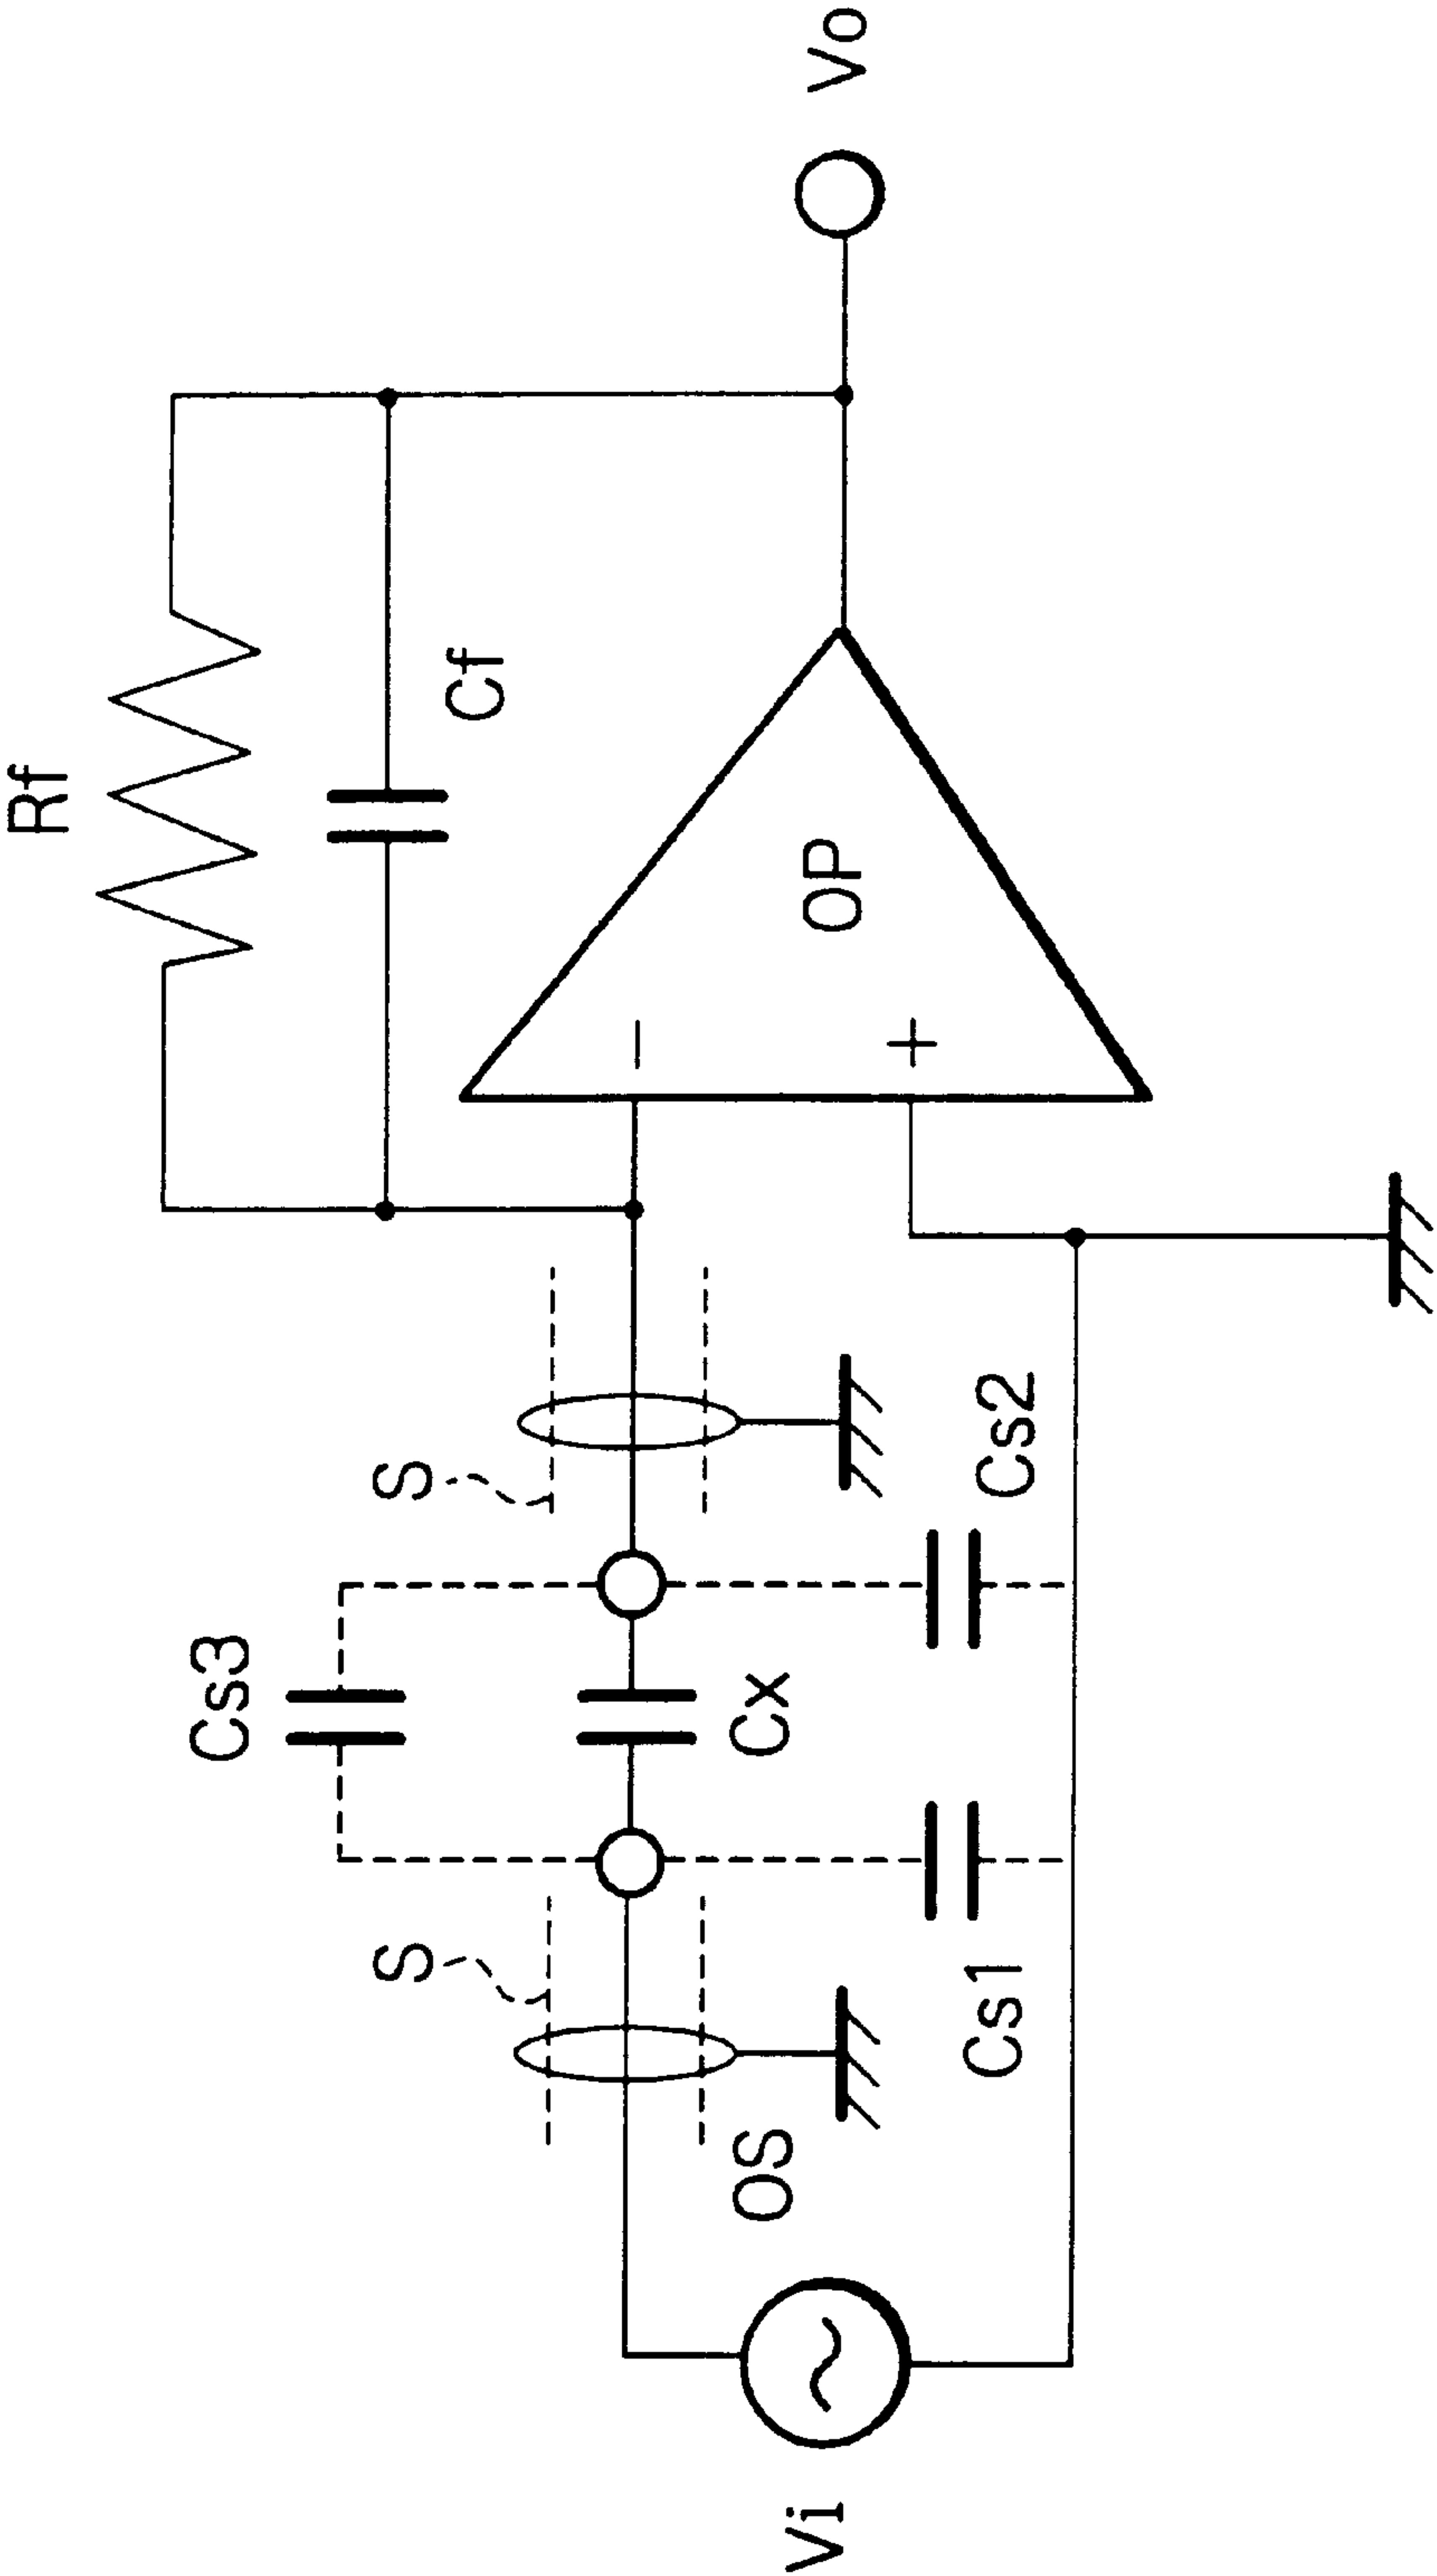 Rf
Cf
Cs3
S
S
Cx
−
OP
+
Vo
OS
Vi
Cs1
Cs2